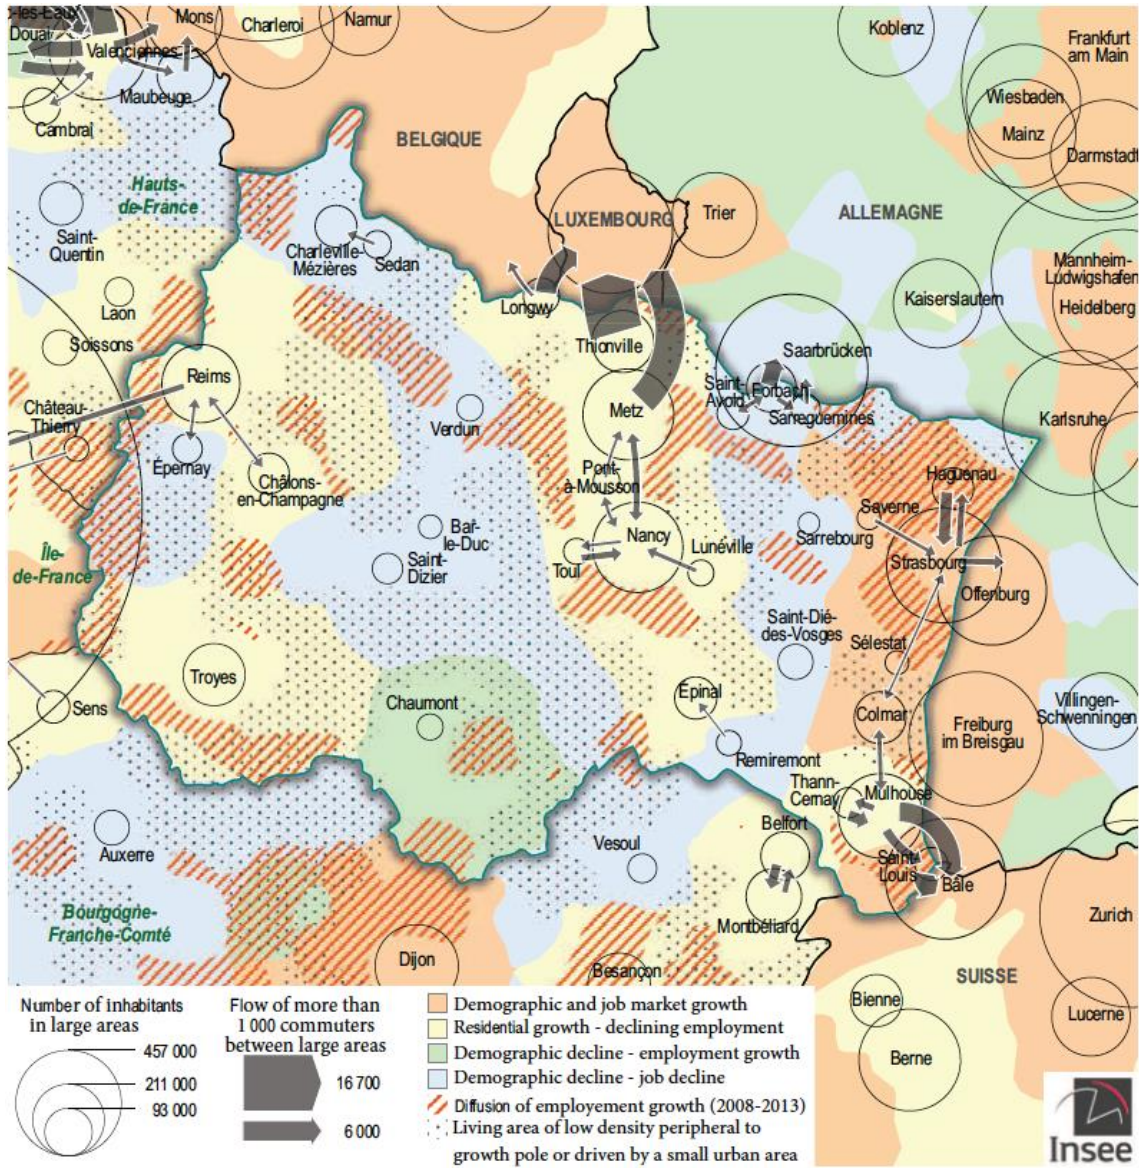 -les-Eaux
Douai
Valenciennes
Mons
Charleroi
Namur
Koblenz
Frankfurt
am Main
Maubeuge
Cambrai
Wiesbaden
Mainz
Darmstadt
BELGIQUE
Hauts-
de-France
LUXEMBOURG
Trier
ALLEMAGNE
Saint-
Quentin
Charleville-
Mézières
Sedan
Mannheim-
Ludwigshafen
Heidelberg
Laon
Longwy
Kaiserslautern
Soissons
Thionville
Saarbrücken
Reims
Saint-
Avold
Forbach
Sarreguemines
Château-
Thierry
Metz
Verdun
Karlsruhe
Épernay
Châlons-
en-Champagne
Pont-
à-Mousson
Haguenau
Saverne
Bar-
le-Duc
Nancy
Lunéville
Sarrebourg
Île-
de-France
Saint-
Dizier
Toul
Strasbourg
Offenburg
Saint-Dié-
des-Vosges
Sélestat
Troyes
Chaumont
Epinal
Sens
Colmar
Freiburg
im Breisgau
Villingen-
Schwenningen
Remiremont
Thann-
Cernay
Mulhouse
Auxerre
Vesoul
Belfort
Saint-
Louis
Bâle
Bourgogne-
Franche-Comté
Montbéliard
Zurich
Dijon
Besançon
SUISSE
Bienne
Lucerne
Berne
Number of inhabitants
in large areas
457 000
211 000
93 000
Flow of more than
1 000 commuters
between large areas
16 700
6 000
Demographic and job market growth
Residential growth - declining employment
Demographic decline - employment growth
Demographic decline - job decline
Diffusion of employement growth (2008-2013)
Living area of low density peripheral to
growth pole or driven by a small urban area
Insee